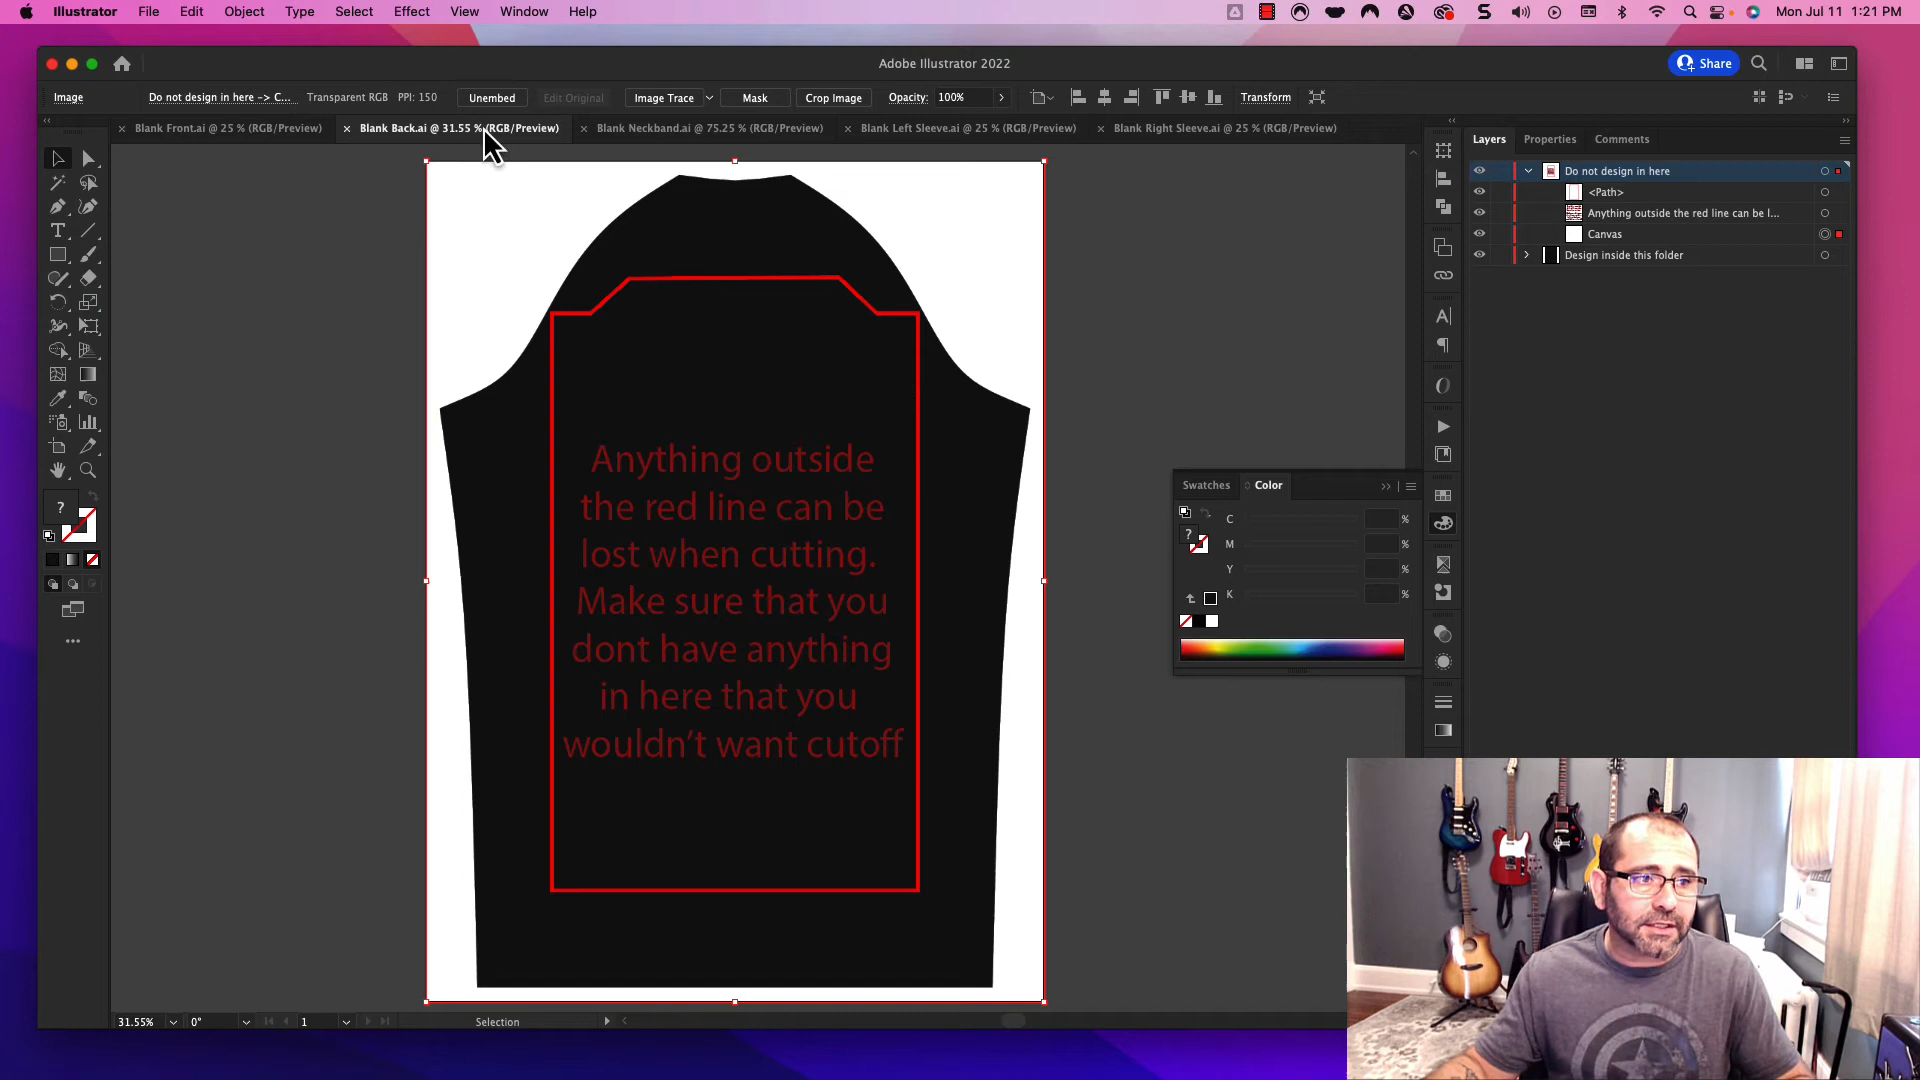 Illustrator File Edit Object Type Select Effect View Window Help
Mon Jul 11 1:21 PM
Adobe Illustrator 2022
Share
Image
Do not design in here -> C...
Transparent RGB
PPI: 150
Unembed
Edit Original
Image Trace
Mask
Crop Image
Opacity:
100%
Transform
Blank Front.ai @ 25 % (RGB/Preview)
Blank Back.ai @ 31.55 % (RGB/Preview)
Blank Neckband.ai @ 75.25 % (RGB/Preview)
Blank Left Sleeve.ai @ 25 % (RGB/Preview)
Blank Right Sleeve.ai @ 25 % (RGB/Preview)
Layers
Properties
Comments
Do not design in here
<Path>
Anything outside the red line can be l...
Canvas
Design inside this folder
Anything outside
the red line can be
lost when cutting.
Make sure that you
dont have anything
in here that you
wouldn't want cutoff
Swatches
Color
C %
M %
Y %
K %
31.55%
0°
1
Selection